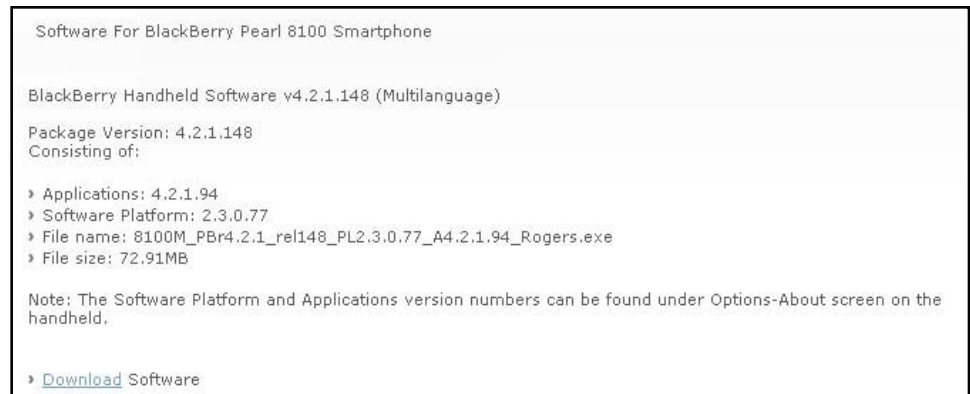 Software For BlackBerry Pearl 8100 Smartphone
BlackBerry Handheld Software v4.2.1.148 (Multilanguage)
Package Version: 4.2.1.148
Consisting of:
› Applications: 4.2.1.94
› Software Platform: 2.3.0.77
› File name: 8100M_PBr4.2.1_rel148_PL2.3.0.77_A4.2.1.94_Rogers.exe
› File size: 72.91MB
Note: The Software Platform and Applications version numbers can be found under Options-About screen on the
handheld.
› Download Software